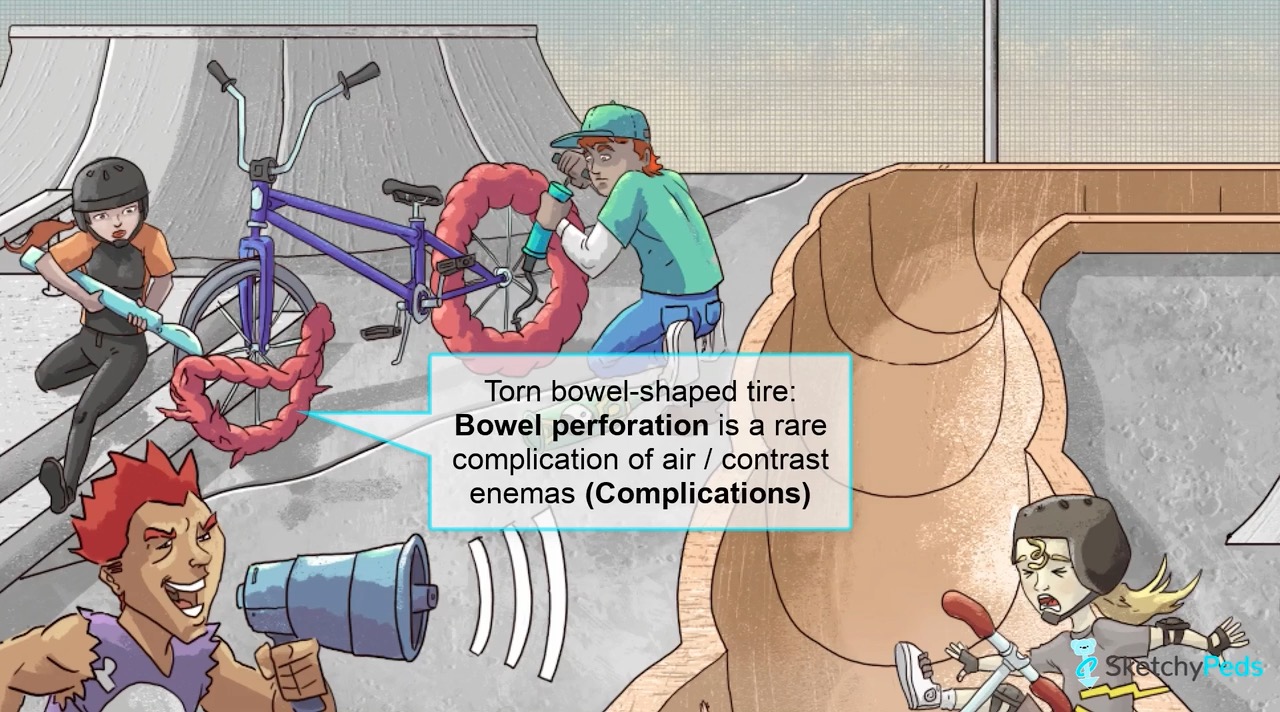 Torn bowel-shaped tire:
Bowel perforation is a rare
complication of air / contrast
enemas (Complications)
SketchyPeds